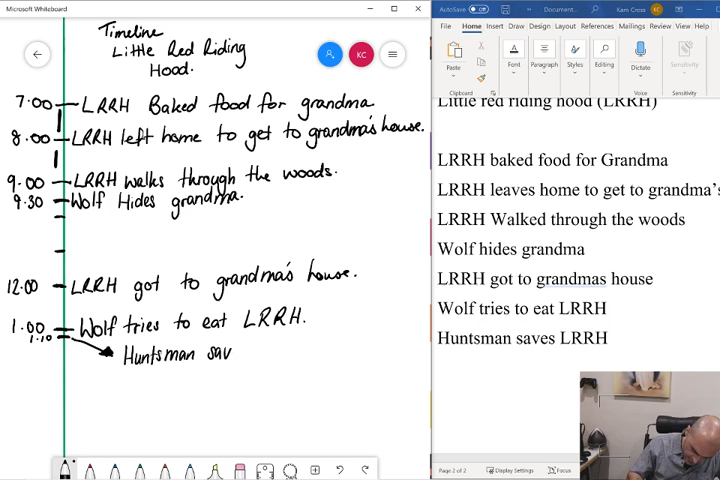 Microsoft Whiteboard
Timeline
Little Red Riding
Hood.
KC
7.00 LRRH Baked food for grandma
8.00 LRRH left home to get to grandma's house.
9.00 LRRH walks through the woods.
9.30 Wolf Hides grandma.
12.00 LRRH got to grandma's house.
1.00 Wolf tries to eat LRRH.
1.10 Huntsman sav
AutoSave Off Document... Kam Cross KC
File Home Insert Draw Design Layout References Mailings Review View Help
Paste Font Paragraph Styles Editing Dictate Sensitivity
Clipboard Voice Sensitivity
Little red riding hood (LRRH)
LRRH baked food for Grandma
LRRH leaves home to get to grandma's
LRRH Walked through the woods
Wolf hides grandma
LRRH got to grandmas house
Wolf tries to eat LRRH
Huntsman saves LRRH
Page 2 of 2 Display Settings Focus